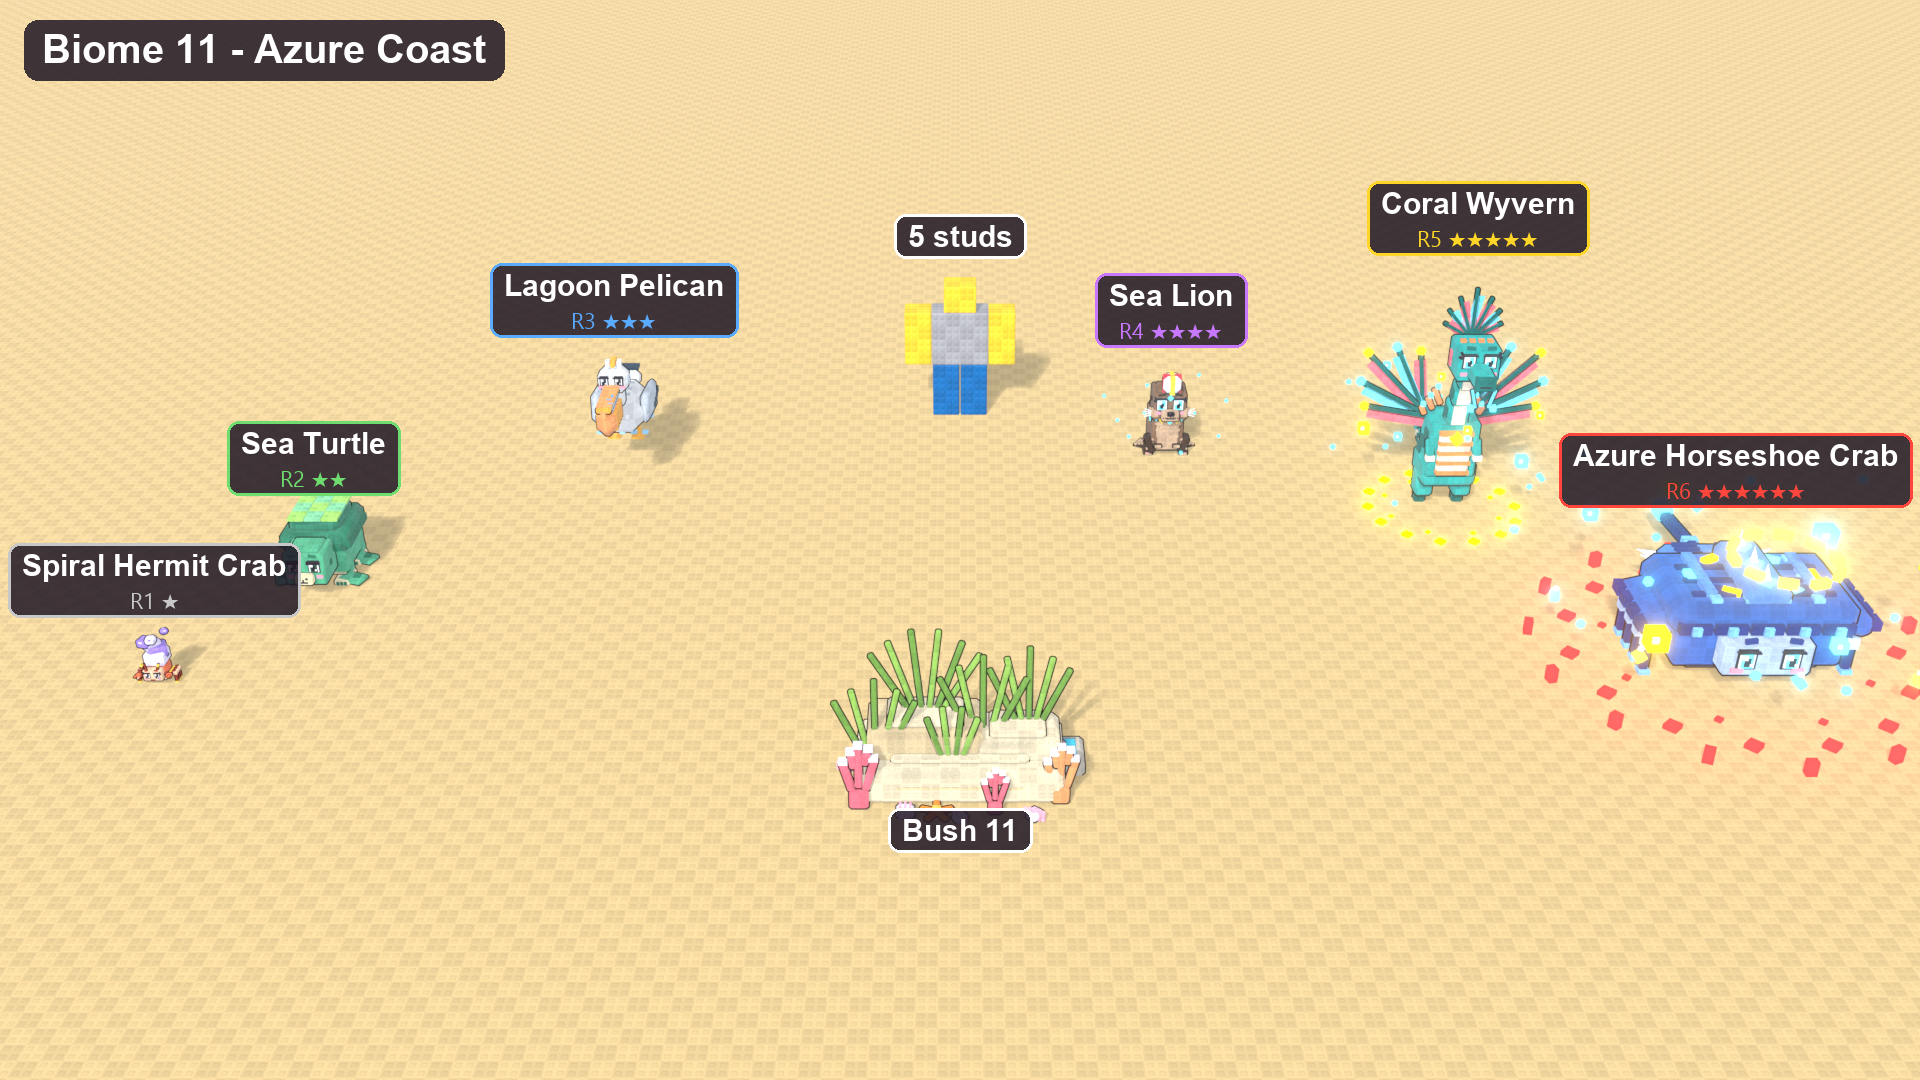 Biome 11 - Azure Coast
Coral Wyvern
R5 ★★★★★
5 studs
Lagoon Pelican
R3 ★★★
Sea Lion
R4 ★★★★
Sea Turtle
R2 ★★
Azure Horseshoe Crab
R6 ★★★★★★
Spiral Hermit Crab
R1 ★
Bush 11